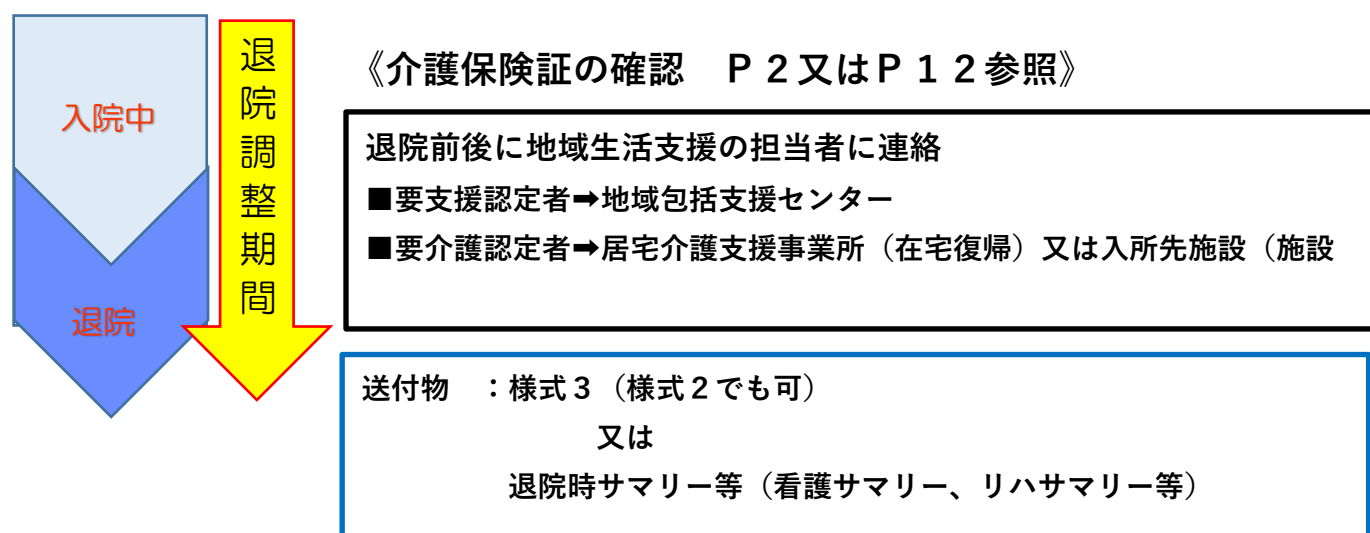 入院中
退院
退院調整期間
《介護保険証の確認　Ｐ２又はＰ１２参照》
退院前後に地域生活支援の担当者に連絡
■要支援認定者➡地域包括支援センター
■要介護認定者➡居宅介護支援事業所（在宅復帰）又は入所先施設（施設
送付物　：様式３（様式２でも可）
又は
退院時サマリー等（看護サマリー、リハサマリー等）